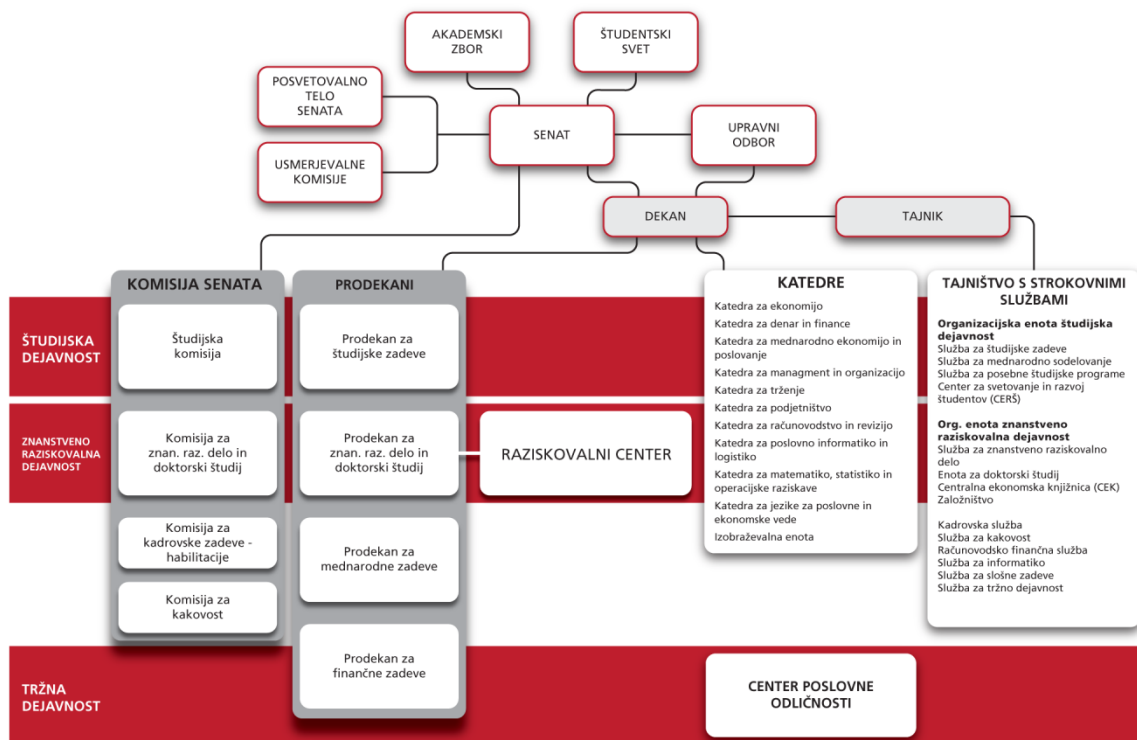 AKADEMSKI
ZBOR
ŠTUDENTSKI
SVET
POSVETOVALNO
TELO
SENATA
SENAT
UPRAVNI
ODBOR
USMERJEVALNE
KOMISIJE
DEKAN
TAJNIK
KOMISIJA SENATA
PRODEKANI
KATEDRE
TAJNIŠTVO S STROKOVNIMI
SLUŽBAMI
ŠTUDIJSKA
DEJAVNOST
Študijska
komisija
Prodekan za
študijske zadeve
ZNANSTVENO
RAZISKOVALNA
DEJAVNOST
Komisija za
znan. raz. delo in
doktorski študij
Prodekan za
znan. raz. delo in
doktorski študij
RAZISKOVALNI CENTER
Komisija za
kadrovske zadeve -
habilitacije
Prodekan za
mednarodne zadeve
Komisija za
kakovost
Prodekan za
finančne zadeve
Katedra za ekonomijo
Katedra za denar in finance
Katedra za mednarodno ekonomijo in
poslovanje
Katedra za managment in organizacijo
Katedra za trženje
Katedra za podjetništvo
Katedra za računovodstvo in revizijo
Katedra za poslovno informatiko in
logistiko
Katedra za matematiko, statistiko in
operacijske raziskave
Katedra za jezike za poslovne in
ekonomske vede
Izobraževalna enota
Organizacijska enota študijska
dejavnost
Služba za študijske zadeve
Služba za mednarodno sodelovanje
Služba za posebne študijske programe
Center za svetovanje in razvoj
študentov (CERŠ)
Org. enota znanstveno
raziskovalna dejavnost
Služba za znanstveno raziskovalno
delo
Enota za doktorski študij
Centralna ekonomska knjižnica (CEK)
Založništvo
Kadrovska služba
Služba za kakovost
Računovodsko finančna služba
Služba za informatiko
Služba za slošne zadeve
Služba za tržno dejavnost
TRŽNA
DEJAVNOST
CENTER POSLOVNE
ODLIČNOSTI